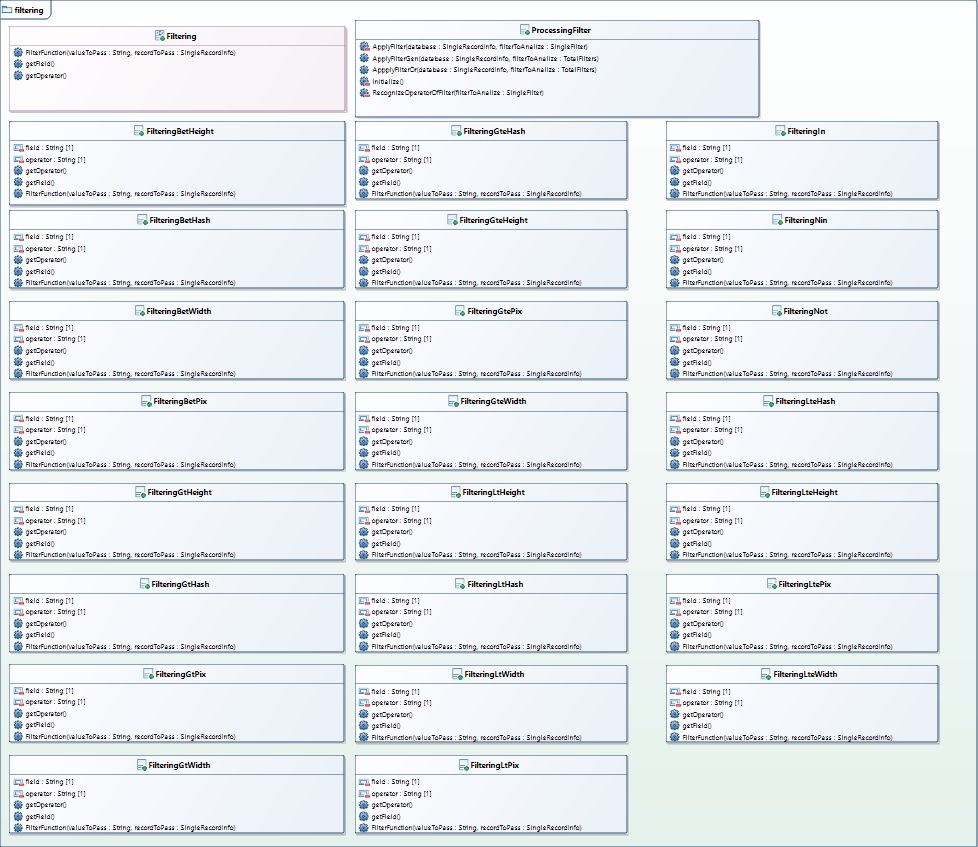 filtering
Filtering
FilterFunction(valueToPass : String, recordToPass : SingleRecordInfo)
getField()
getOperator()
ProcessingFilter
ApplyFilter(database : SingleRecordInfo, filterToAnalize : SingleFilter)
AppplyFilterGen(database : SingleRecordInfo, filterToAnalize : TotalFilters)
AppplyFilterOr(database : SingleRecordInfo, filterToAnalize : TotalFilters)
initialize()
RecognizeOperatorOfFilter(filterToAnalize : SingleFilter)
FilteringBetHeight
field : String [1]
operator : String [1]
getOperator()
getField()
FilterFunction(valueToPass : String, recordToPass : SingleRecordInfo)
FilteringGteHash
field : String [1]
operator : String [1]
getOperator()
getField()
FilterFunction(valueToPass : String, recordToPass : SingleRecordInfo)
FilteringIn
field : String [1]
operator : String [1]
getOperator()
getField()
FilterFunction(valueToPass : String, recordToPass : SingleRecordInfo)
FilteringBetHash
field : String [1]
operator : String [1]
getOperator()
getField()
FilterFunction(valueToPass : String, recordToPass : SingleRecordInfo)
FilteringGteHeight
field : String [1]
operator : String [1]
getOperator()
getField()
FilterFunction(valueToPass : String, recordToPass : SingleRecordInfo)
FilteringNin
field : String [1]
operator : String [1]
getOperator()
getField()
FilterFunction(valueToPass : String, recordToPass : SingleRecordInfo)
FilteringBetWidth
field : String [1]
operator : String [1]
getOperator()
getField()
FilterFunction(valueToPass : String, recordToPass : SingleRecordInfo)
FilteringGtePix
field : String [1]
operator : String [1]
getOperator()
getField()
FilterFunction(valueToPass : String, recordToPass : SingleRecordInfo)
FilteringNot
field : String [1]
operator : String [1]
getOperator()
getField()
FilterFunction(valueToPass : String, recordToPass : SingleRecordInfo)
FilteringBetPix
field : String [1]
operator : String [1]
getOperator()
getField()
FilterFunction(valueToPass : String, recordToPass : SingleRecordInfo)
FilteringGteWidth
field : String [1]
operator : String [1]
getOperator()
getField()
FilterFunction(valueToPass : String, recordToPass : SingleRecordInfo)
FilteringLteHash
field : String [1]
operator : String [1]
getOperator()
getField()
FilterFunction(valueToPass : String, recordToPass : SingleRecordInfo)
FilteringGtHeight
field : String [1]
operator : String [1]
getOperator()
getField()
FilterFunction(valueToPass : String, recordToPass : SingleRecordInfo)
FilteringLtHeight
field : String [1]
operator : String [1]
getOperator()
getField()
FilterFunction(valueToPass : String, recordToPass : SingleRecordInfo)
FilteringLteHeight
field : String [1]
operator : String [1]
getOperator()
getField()
FilterFunction(valueToPass : String, recordToPass : SingleRecordInfo)
FilteringGtHash
field : String [1]
operator : String [1]
getOperator()
getField()
FilterFunction(valueToPass : String, recordToPass : SingleRecordInfo)
FilteringLtHash
field : String [1]
operator : String [1]
getOperator()
getField()
FilterFunction(valueToPass : String, recordToPass : SingleRecordInfo)
FilteringLtePix
field : String [1]
operator : String [1]
getOperator()
getField()
FilterFunction(valueToPass : String, recordToPass : SingleRecordInfo)
FilteringGtPix
field : String [1]
operator : String [1]
getOperator()
getField()
FilterFunction(valueToPass : String, recordToPass : SingleRecordInfo)
FilteringLtWidth
field : String [1]
operator : String [1]
getOperator()
getField()
FilterFunction(valueToPass : String, recordToPass : SingleRecordInfo)
FilteringLteWidth
field : String [1]
operator : String [1]
getOperator()
getField()
FilterFunction(valueToPass : String, recordToPass : SingleRecordInfo)
FilteringGtWidth
field : String [1]
operator : String [1]
getOperator()
getField()
FilterFunction(valueToPass : String, recordToPass : SingleRecordInfo)
FilteringLtPix
field : String [1]
operator : String [1]
getOperator()
getField()
FilterFunction(valueToPass : String, recordToPass : SingleRecordInfo)